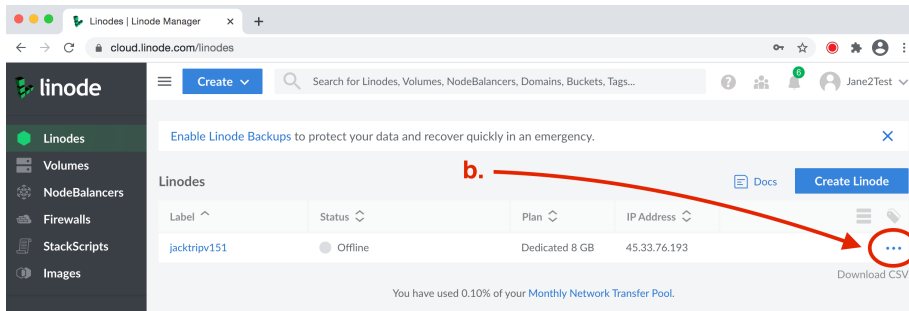 Linodes | Linode Manager
cloud.linode.com/linodes
linode
Create
Search for Linodes, Volumes, NodeBalancers, Domains, Buckets, Tags...
6
Jane2Test
Linodes
Volumes
NodeBalancers
Firewalls
StackScripts
Images
Enable Linode Backups to protect your data and recover quickly in an emergency.
b.
Linodes
Docs
Create Linode
Label Status Plan IP Address
jacktripv151 Offline Dedicated 8 GB 45.33.76.193
Download CSV
You have used 0.10% of your Monthly Network Transfer Pool.